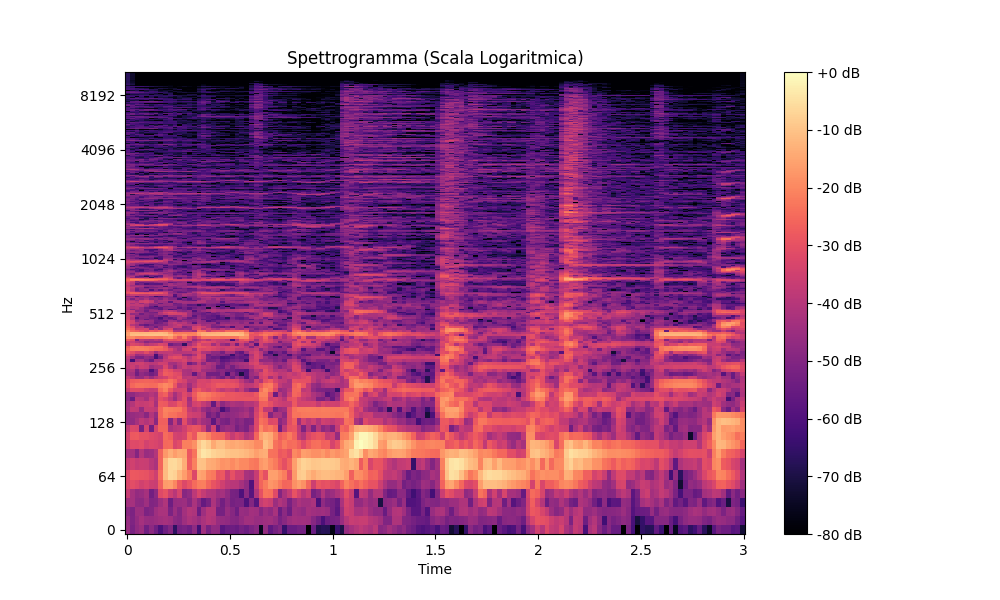 Spettrogramma (Scala Logaritmica)
Hz
8192
4096
2048
1024
512
256
128
64
0
0 0.5 1 1.5 2 2.5 3
Time
+0 dB
-10 dB
-20 dB
-30 dB
-40 dB
-50 dB
-60 dB
-70 dB
-80 dB